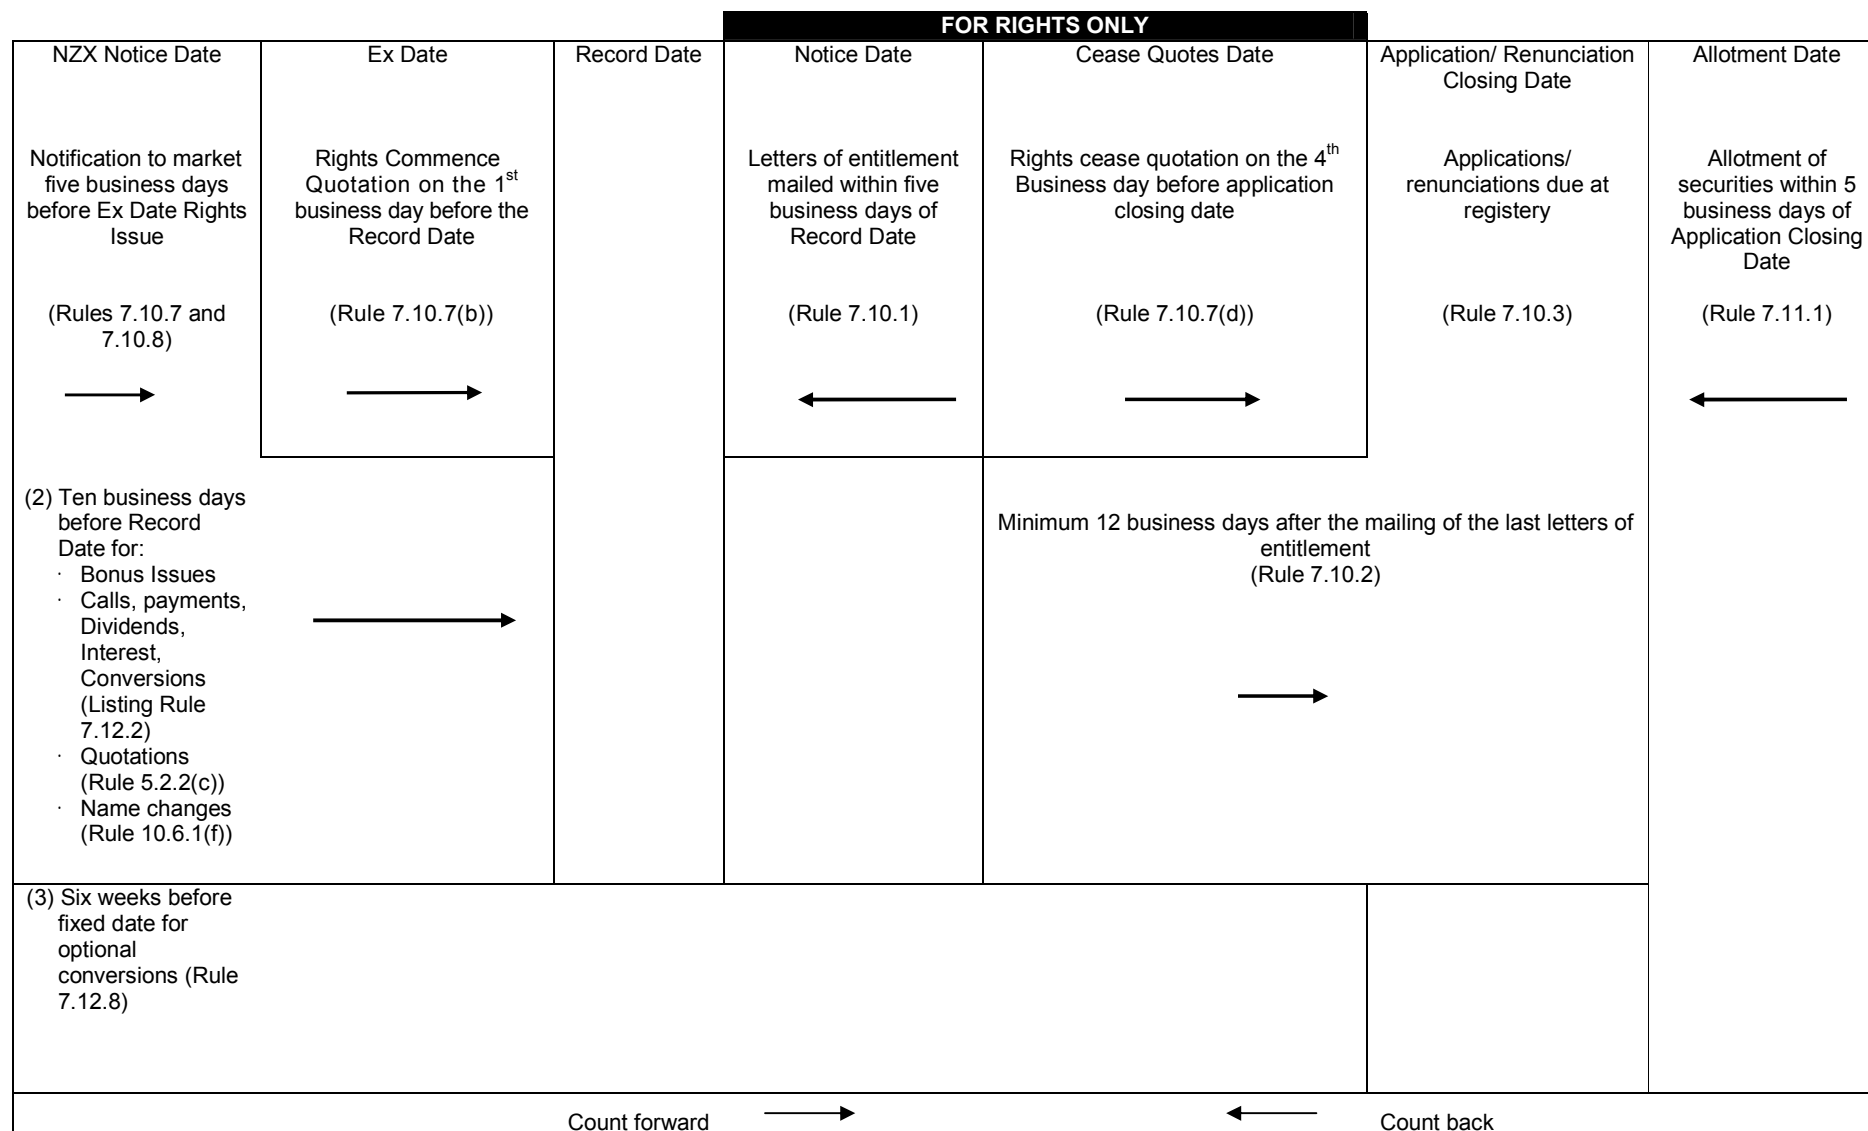 FOR RIGHTS ONLY
NZX Notice Date
Notification to market
five business days
before Ex Date Rights
Issue
(Rules 7.10.7 and
7.10.8)
Ex Date
Rights Commence
Quotation on the 1st
business day before the
Record Date
(Rule 7.10.7(b))
Record Date
Notice Date
Letters of entitlement
mailed within five
business days of
Record Date
(Rule 7.10.1)
Cease Quotes Date
Rights cease quotation on the 4th
Business day before application
closing date
(Rule 7.10.7(d))
Application/ Renunciation
Closing Date
Applications/
renunciations due at
registery
(Rule 7.10.3)
Allotment Date
Allotment of
securities within 5
business days of
Application Closing
Date
(Rule 7.11.1)
(2) Ten business days
before Record
Date for:
· Bonus Issues
· Calls, payments,
Dividends,
Interest,
Conversions
(Listing Rule
7.12.2)
· Quotations
(Rule 5.2.2(c))
· Name changes
(Rule 10.6.1(f))
Minimum 12 business days after the mailing of the last letters of
entitlement
(Rule 7.10.2)
(3) Six weeks before
fixed date for
optional
conversions (Rule
7.12.8)
Count forward
Count back